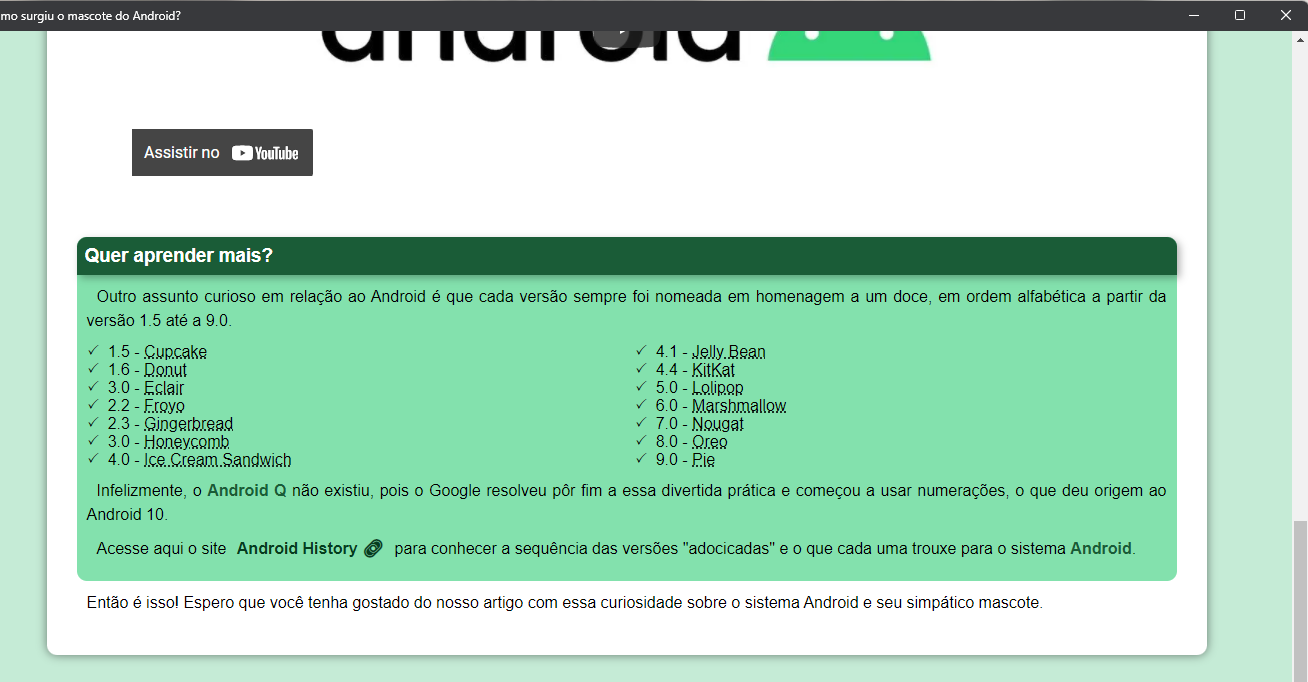 mo surgiu o mascote do Android?
android
Assistir no YouTube
Quer aprender mais?
Outro assunto curioso em relação ao Android é que cada versão sempre foi nomeada em homenagem a um doce, em ordem alfabética a partir da
versão 1.5 até a 9.0.
✓ 1.5 - Cupcake
✓ 1.6 - Donut
✓ 3.0 - Eclair
✓ 2.2 - Froyo
✓ 2.3 - Gingerbread
✓ 3.0 - Honeycomb
✓ 4.0 - Ice Cream Sandwich
✓ 4.1 - Jelly Bean
✓ 4.4 - KitKat
✓ 5.0 - Lolipop
✓ 6.0 - Marshmallow
✓ 7.0 - Nougat
✓ 8.0 - Oreo
✓ 9.0 - Pie
Infelizmente, o Android Q não existiu, pois o Google resolveu pôr fim a essa divertida prática e começou a usar numerações, o que deu origem ao
Android 10.
Acesse aqui o site Android History para conhecer a sequência das versões "adocicadas" e o que cada uma trouxe para o sistema Android.
Então é isso! Espero que você tenha gostado do nosso artigo com essa curiosidade sobre o sistema Android e seu simpático mascote.